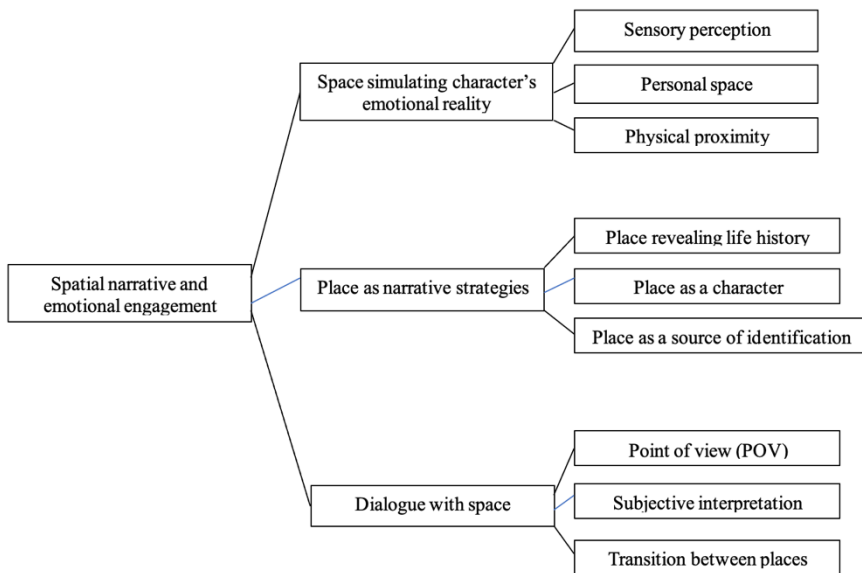 Spatial narrative and
emotional engagement
Space simulating character's
emotional reality
Sensory perception
Personal space
Physical proximity
Place as narrative strategies
Place revealing life history
Place as a character
Place as a source of identification
Dialogue with space
Point of view (POV)
Subjective interpretation
Transition between places